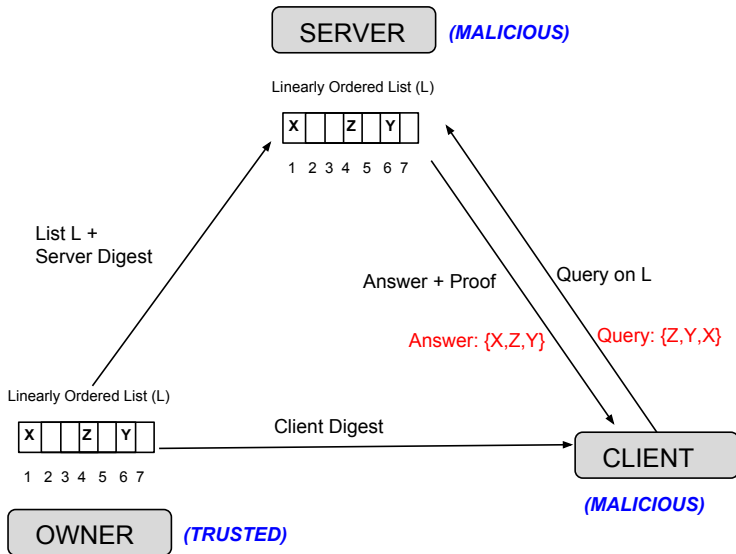 SERVER (MALICIOUS)
Linearly Ordered List (L)
X Z Y
1 2 3 4 5 6 7
List L +
Server Digest
Answer + Proof
Query on L
Answer: {X,Z,Y}
Query: {Z,Y,X}
Linearly Ordered List (L)
X Z Y
1 2 3 4 5 6 7
Client Digest
CLIENT
(MALICIOUS)
OWNER (TRUSTED)